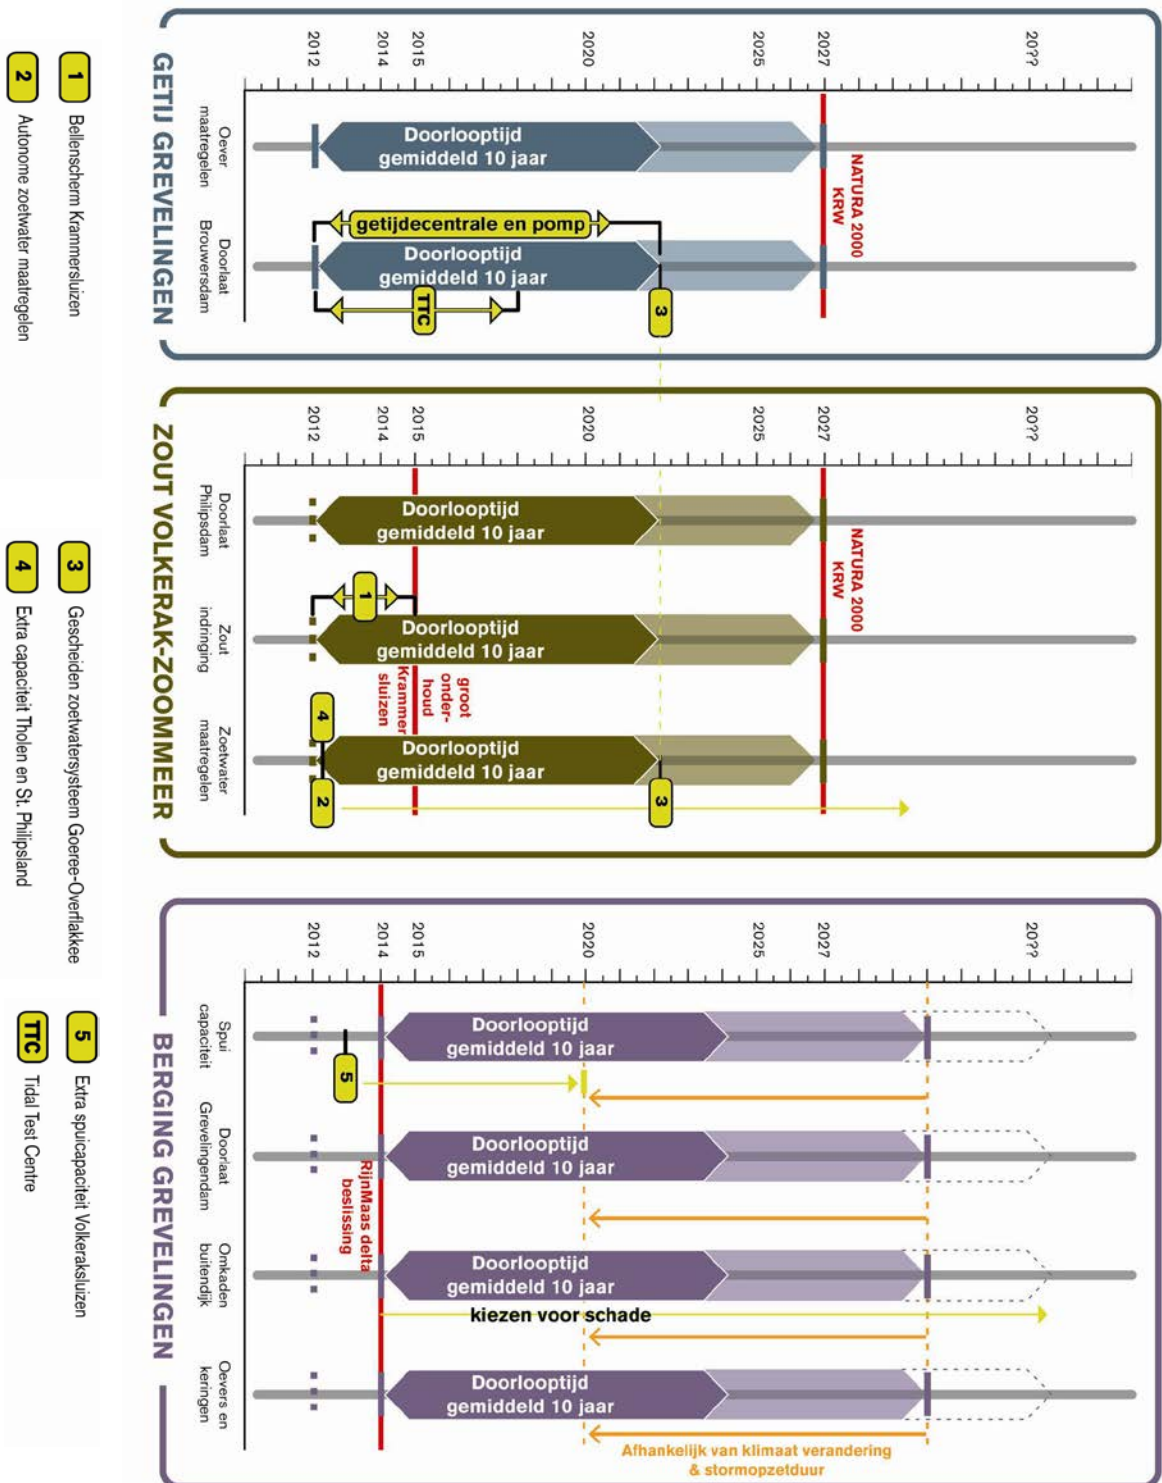 GETIJ GREVELINGEN
2012
2014
2015
2020
2025
2027
20??
Oever
maatregelen
Doorlooptijd
gemiddeld 10 jaar
NATURA 2000
KRW
getijdecentrale en pomp
Doorlaat
Brouwersdam
Doorlooptijd
gemiddeld 10 jaar
TTC
3
ZOUT VOLKERAK-ZOOMMEER
2012
2014
2015
2020
2025
2027
20??
Doorlaat
Philipsdam
Doorlooptijd
gemiddeld 10 jaar
NATURA 2000
KRW
1
Zout
indringing
Doorlooptijd
gemiddeld 10 jaar
groot
onder-
houd
Krammer
sluizen
4
Zoetwater
maatregelen
Doorlooptijd
gemiddeld 10 jaar
2
3
BERGING GREVELINGEN
2012
2014
2015
2020
2025
2027
20??
Spui
capaciteit
Doorlooptijd
gemiddeld 10 jaar
5
Doorlaat
Grevelingendam
Doorlooptijd
gemiddeld 10 jaar
RijnMaas delta
beslissing
Omkaden
buitendijk
Doorlooptijd
gemiddeld 10 jaar
kiezen voor schade
Oevers en
keringen
Doorlooptijd
gemiddeld 10 jaar
Afhankelijk van klimaat verandering
& stormopzetduur
1 Bellenscherm Krammersluizen
2 Autonome zoetwater maatregelen
3 Gescheiden zoetwatersysteem Goeree-Overflakkee
4 Extra capaciteit Tholen en St. Philipsland
5 Extra spuicapaciteit Volkeraksluizen
TTC Tidal Test Centre